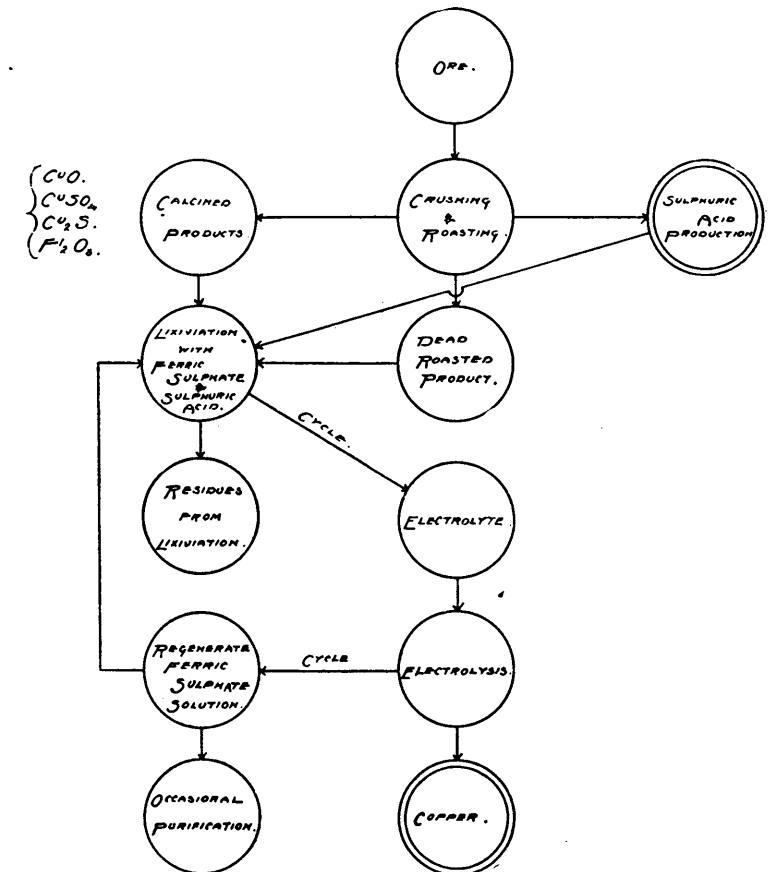 ORE.
CUO.
CUSO4
CU2S.
F'2O3.
CALCINED
PRODUCTS
CRUSHING
&
ROASTING.
SULPHURIC
ACID
PRODUCTION
LIXIVIATION.
WITH
FERRIC
SULPHATE
&
SULPHURIC
ACID.
DEAD
ROASTED
PRODUCT.
CYCLE.
RESIDUES
FROM
LIXIVIATION.
ELECTROLYTE.
REGENERATE
FERRIC
SULPHATE
SOLUTION.
CYCLE
ELECTROLYSIS.
OCCASIONAL
PURIFICATION.
COPPER.